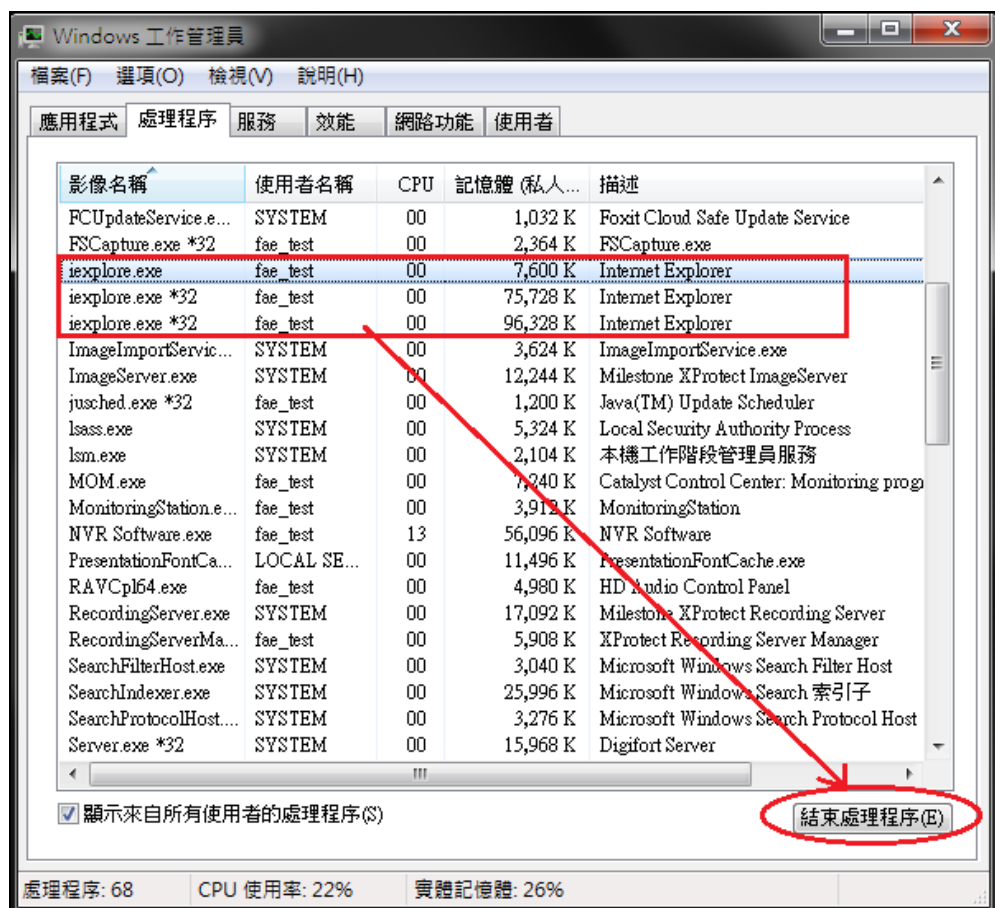 Windows 工作管理員
檔案(F) 選項(O) 檢視(V) 說明(H)
應用程式 處理程序 服務 效能 網路功能 使用者
影像名稱 使用者名稱 CPU 記憶體 (私人... 描述
FCUpdateService.e... SYSTEM 00 1,032 K Foxit Cloud Safe Update Service
FSCapture.exe *32 fae_test 00 2,364 K FSCapture.exe
iexplore.exe fae_test 00 7,600 K Internet Explorer
iexplore.exe *32 fae_test 00 75,728 K Internet Explorer
iexplore.exe *32 fae_test 00 96,328 K Internet Explorer
ImageImportServic... SYSTEM 00 3,624 K ImageImportService.exe
ImageServer.exe SYSTEM 00 12,244 K Milestone XProtect ImageServer
jusched.exe *32 fae_test 00 1,200 K Java(TM) Update Scheduler
lsass.exe SYSTEM 00 5,324 K Local Security Authority Process
lsm.exe SYSTEM 00 2,104 K 本機工作階段管理員服務
MOM.exe fae_test 00 7,240 K Catalyst Control Center: Monitoring progr
MonitoringStation.e... fae_test 00 3,912 K MonitoringStation
NVR Software.exe fae_test 13 56,096 K NVR Software
PresentationFontCa... LOCAL SE... 00 11,496 K PresentationFontCache.exe
RAVCpl64.exe fae_test 00 4,980 K HD Audio Control Panel
RecordingServer.exe SYSTEM 00 17,092 K Milestone XProtect Recording Server
RecordingServerMa... fae_test 00 5,908 K XProtect Recording Server Manager
SearchFilterHost.exe SYSTEM 00 3,040 K Microsoft Windows Search Filter Host
SearchIndexer.exe SYSTEM 00 25,996 K Microsoft Windows Search 索引子
SearchProtocolHost.... SYSTEM 00 3,276 K Microsoft Windows Search Protocol Host
Server.exe *32 SYSTEM 00 15,968 K Digifort Server
顯示來自所有使用者的處理程序(S) 結束處理程序(E)
處理程序: 68 CPU 使用率: 22% 實體記憶體: 26%